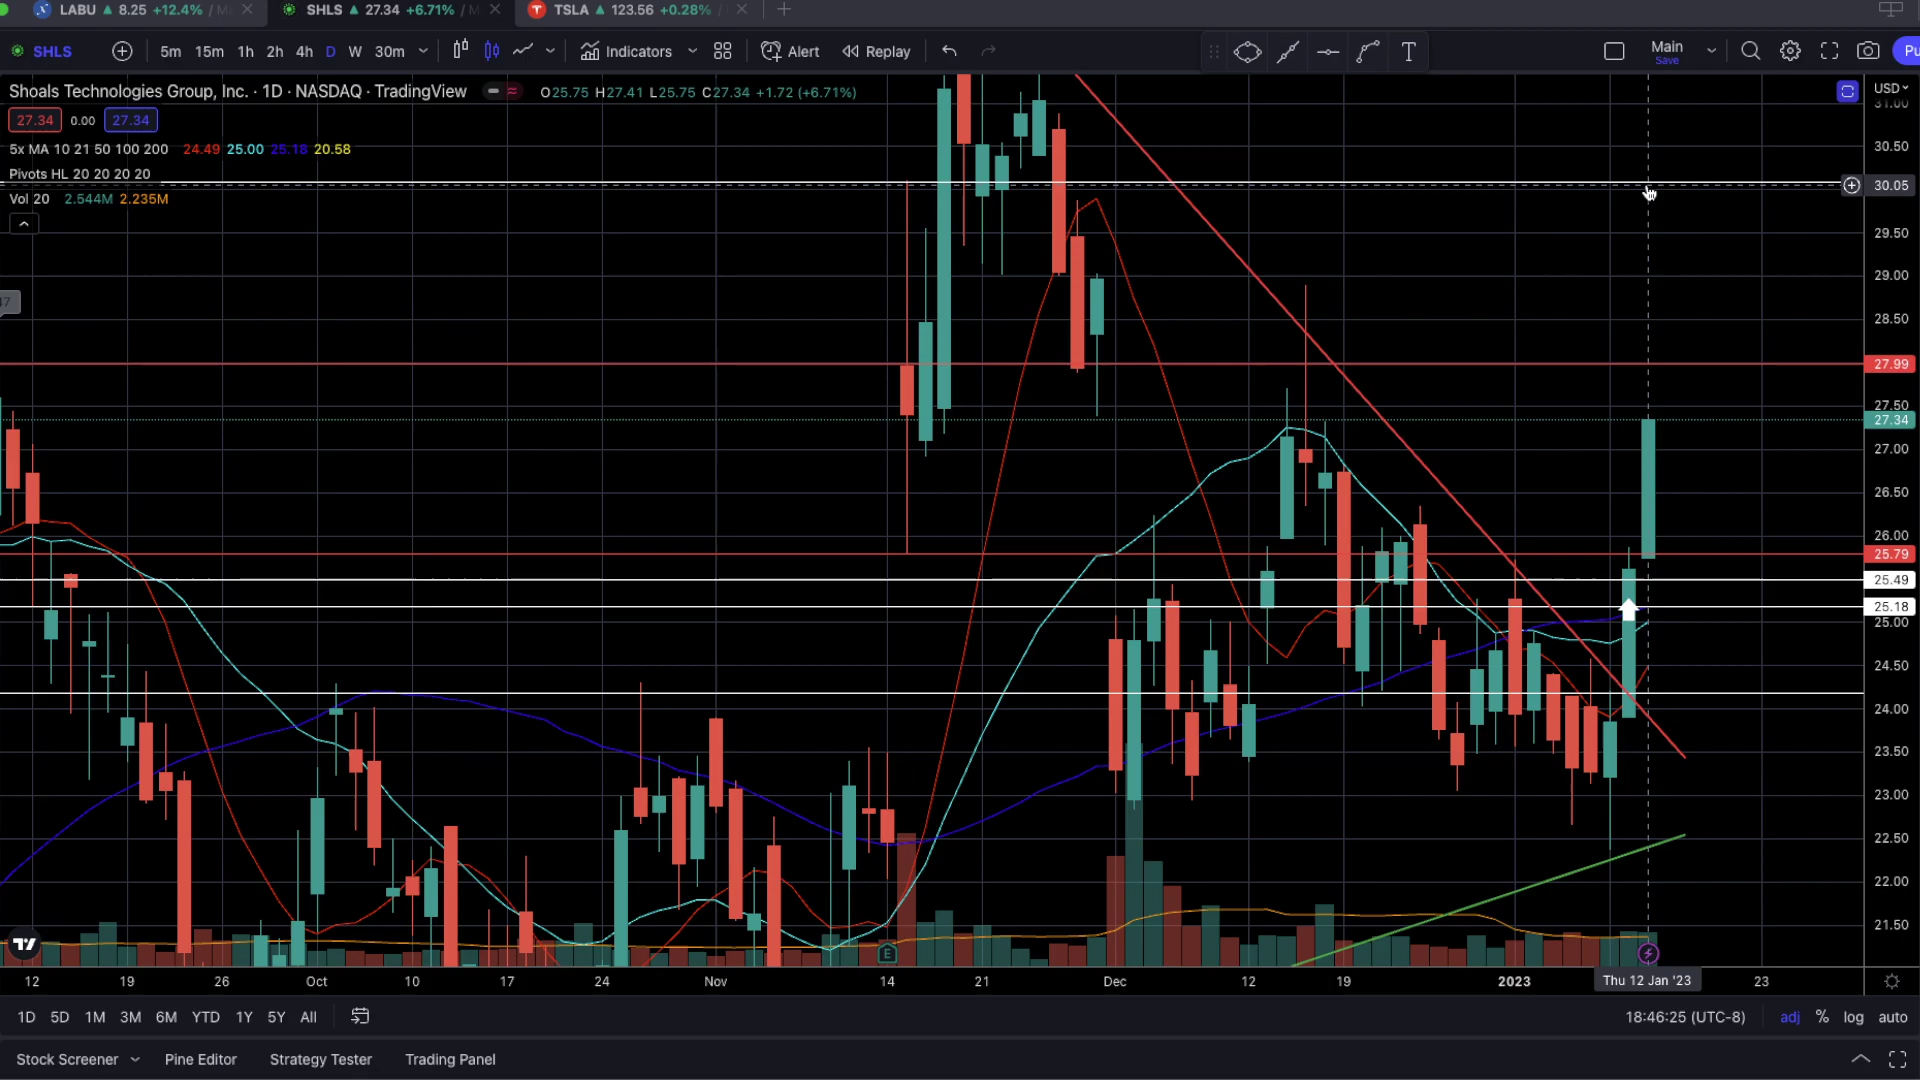 LABU ▲ 8.25 +12.4% / M
SHLS ▲ 27.34 +6.71% / M
TSLA ▲ 123.56 +0.28% /
SHLS
5m 15m 1h 2h 4h D W 30m
Indicators
Alert
Replay
T
Main
Save
Pu
Shoals Technologies Group, Inc. · 1D · NASDAQ · TradingView
O25.75 H27.41 L25.75 C27.34 +1.72 (+6.71%)
27.34 0.00 27.34
5x MA 10 21 50 100 200 24.49 25.00 25.18 20.58
Pivots HL 20 20 20 20
Vol 20 2.544M 2.235M
47
USD
31.00
30.50
30.05
29.50
29.00
28.50
27.99
27.50
27.34
27.00
26.50
26.00
25.79
25.49
25.18
25.00
24.50
24.00
23.50
23.00
22.50
22.00
21.50
E
12 19 26 Oct 10 17 24 Nov 14 21 Dec 12 19 2023 Thu 12 Jan '23 23
1D 5D 1M 3M 6M YTD 1Y 5Y All
18:46:25 (UTC-8) adj % log auto
Stock Screener Pine Editor Strategy Tester Trading Panel